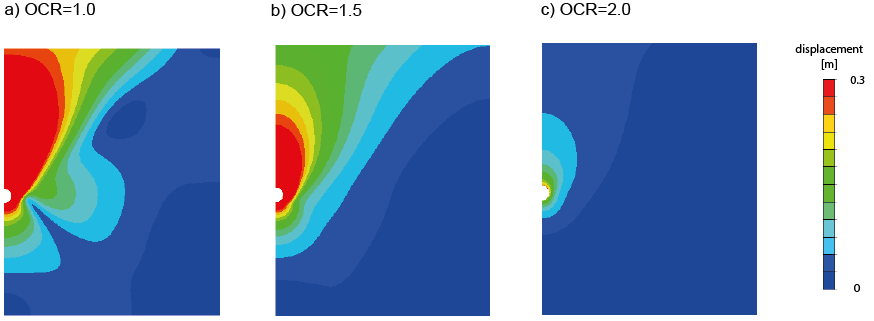 a) OCR=1.0
b) OCR=1.5
c) OCR=2.0
displacement
[m]
0.3
0